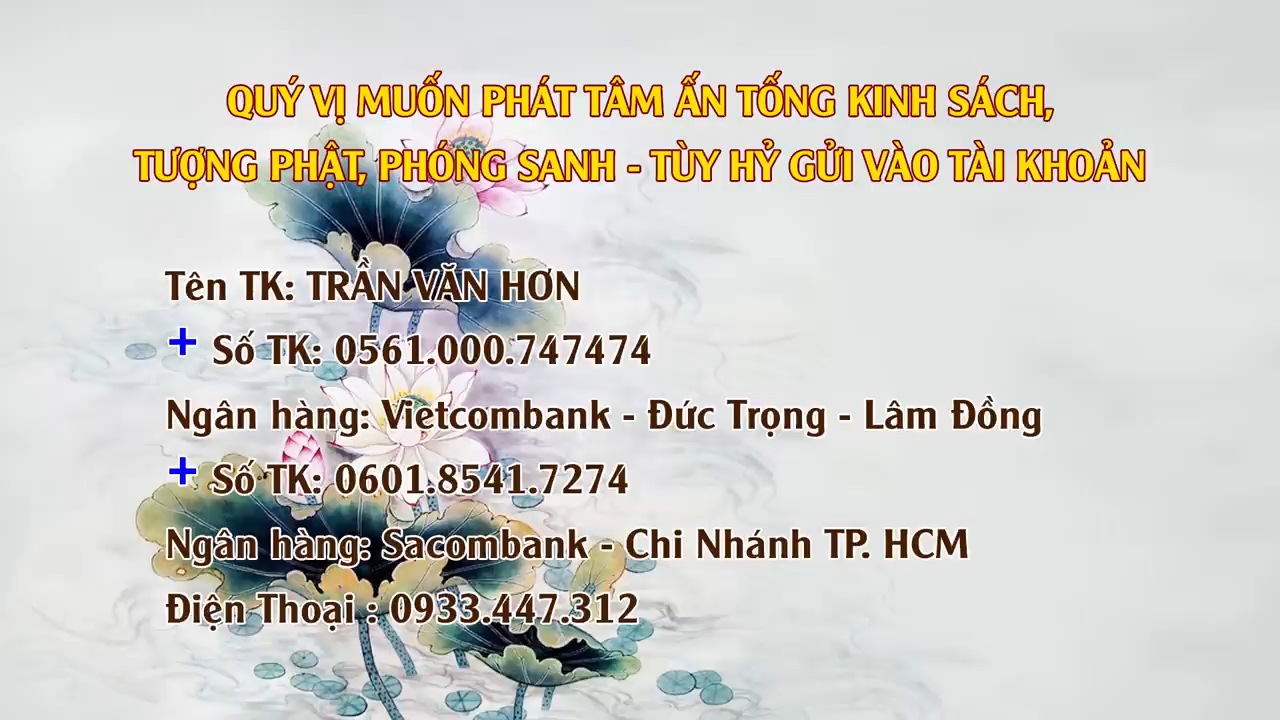 QUÝ VỊ MUỐN PHÁT TÂM ẤN TỐNG KINH SÁCH,
TƯỢNG PHẬT, PHÓNG SANH - TÙY HỶ GỬI VÀO TÀI KHOẢN
Tên TK: TRẦN VĂN HƠN
+ Số TK: 0561.000.747474
Ngân hàng: Vietcombank - Đức Trọng - Lâm Đồng
+ Số TK: 0601.8541.7274
Ngân hàng: Sacombank - Chi Nhánh TP. HCM
Điện Thoại : 0933.447.312